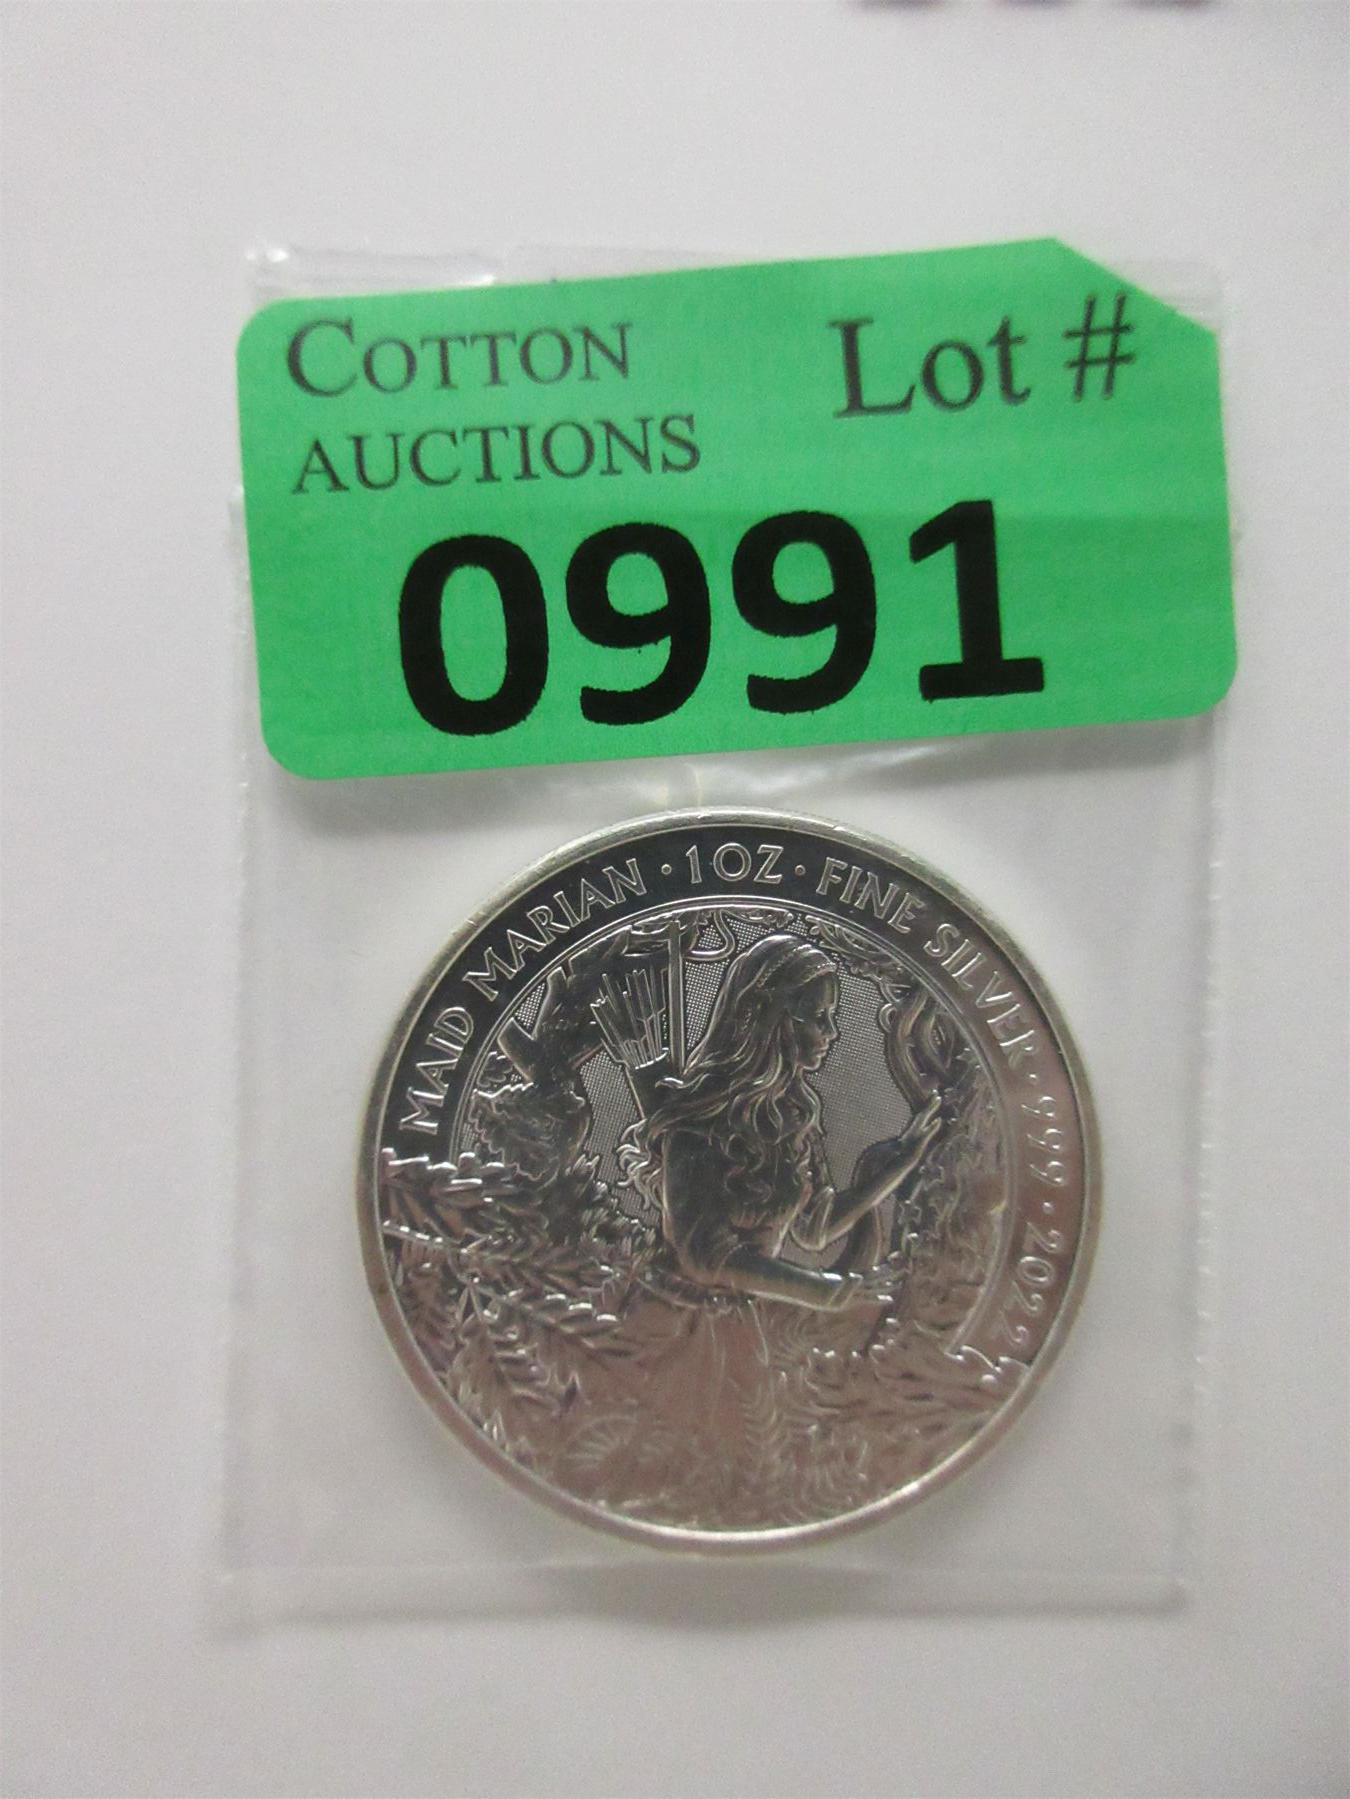 COTTON
AUCTIONS
Lot #
0991
MAID MARIAN · 1OZ · FINE SILVER · 999 · 2022